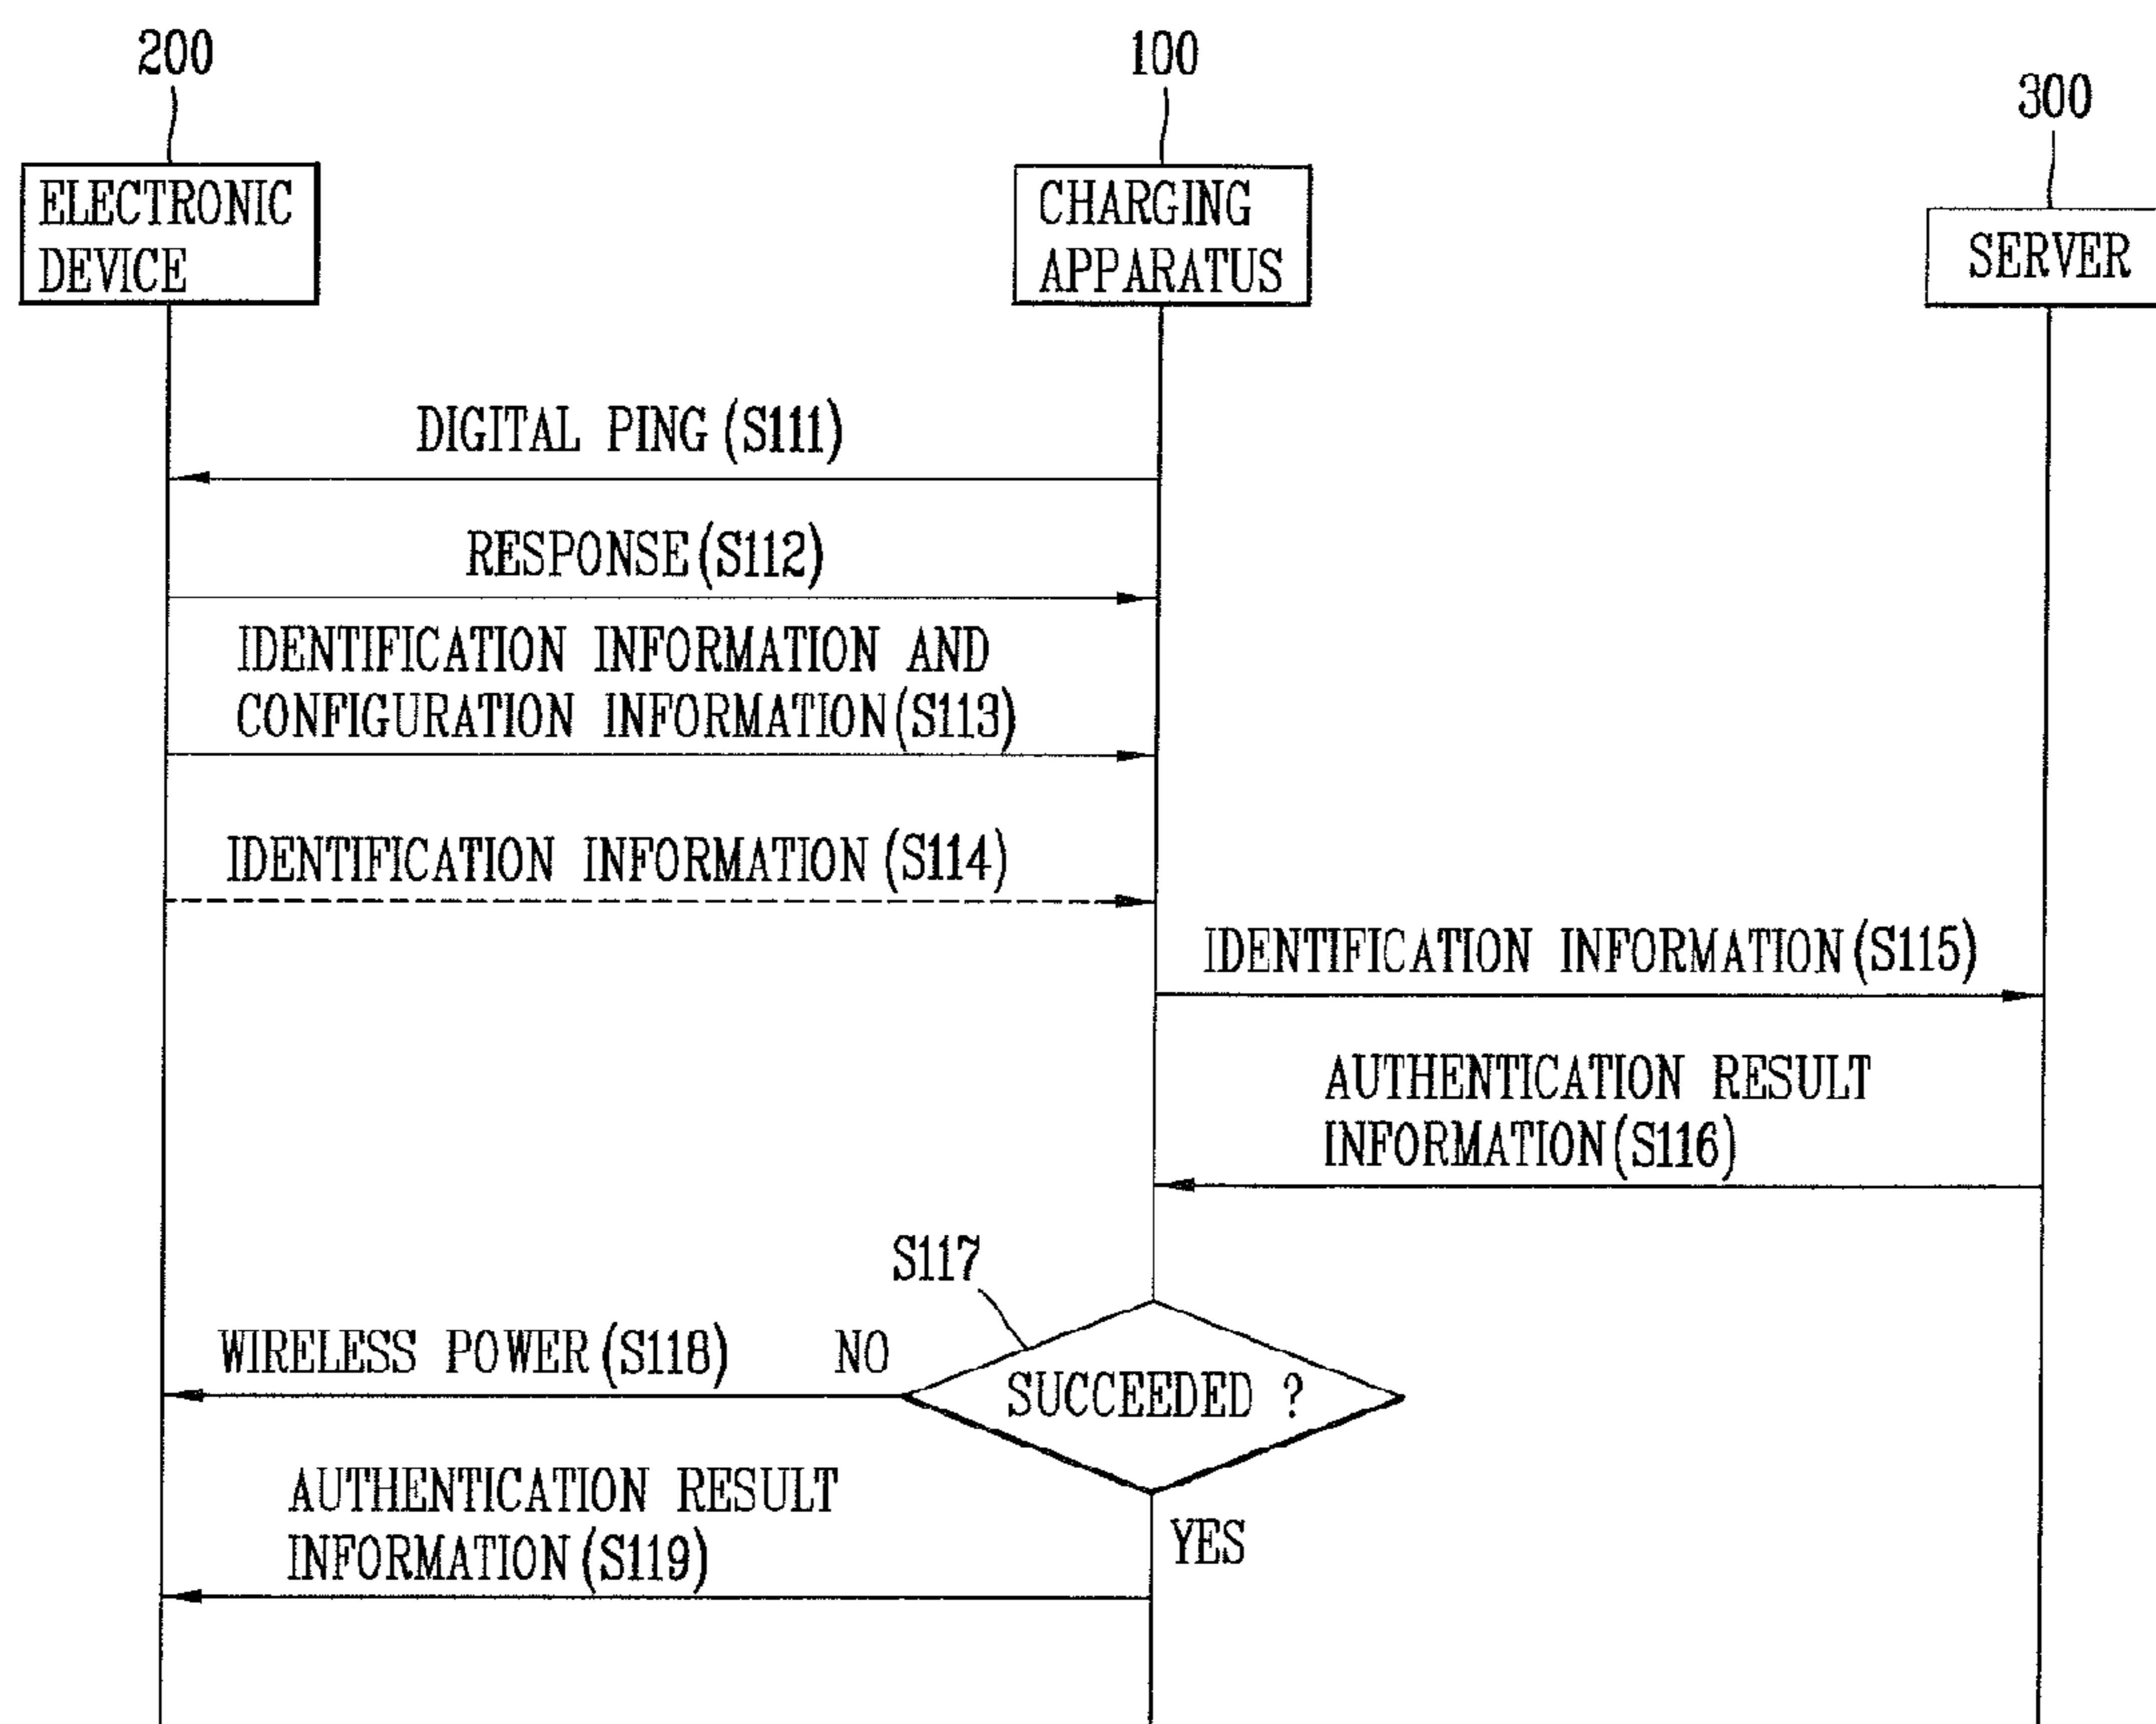 200
100
300
ELECTRONIC
DEVICE
CHARGING
APPARATUS
SERVER
DIGITAL PING (S111)
RESPONSE (S112)
IDENTIFICATION INFORMATION AND
CONFIGURATION INFORMATION (S113)
IDENTIFICATION INFORMATION (S114)
IDENTIFICATION INFORMATION (S115)
AUTHENTICATION RESULT
INFORMATION (S116)
S117
WIRELESS POWER (S118)
NO
SUCCEEDED ?
AUTHENTICATION RESULT
INFORMATION (S119)
YES